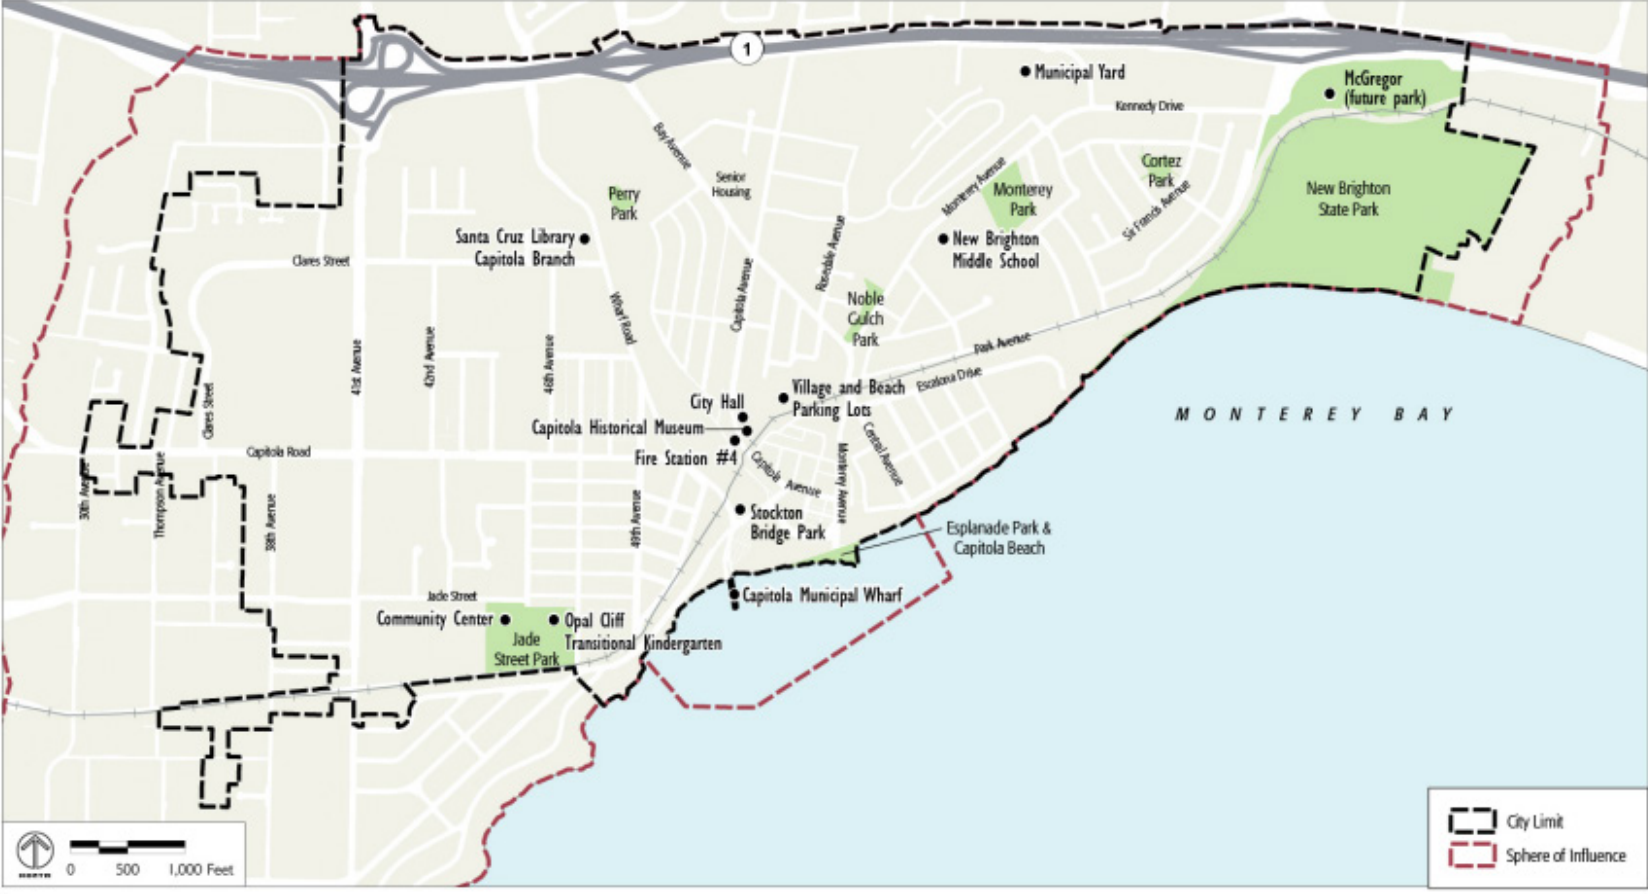 1
Municipal Yard
McGregor
(future park)
Kennedy Drive
Bay Avenue
Senior
Housing
Perry
Park
Monterey Avenue
Monterey
Park
Cortez
Park
Sir Francis Avenue
New Brighton
State Park
Santa Cruz Library
Capitola Branch
New Brighton
Middle School
Clares Street
Rosedale Avenue
Capitola Avenue
Wharf Road
Noble
Gulch
Park
41st Avenue
42nd Avenue
46th Avenue
Park Avenue
Escalona Drive
Clares Street
City Hall
Village and Beach
Parking Lots
Capitola Historical Museum
Fire Station #4
MONTEREY BAY
Capitola Road
Capitola Avenue
Monterey Avenue
Central Avenue
30th Avenue
Thompson Avenue
38th Avenue
49th Avenue
Stockton
Bridge Park
Esplanade Park &
Capitola Beach
Jade Street
Capitola Municipal Wharf
Community Center
Opal Cliff
Transitional Kindergarten
Jade
Street Park
NORTH
0 500 1,000 Feet
City Limit
Sphere of Influence